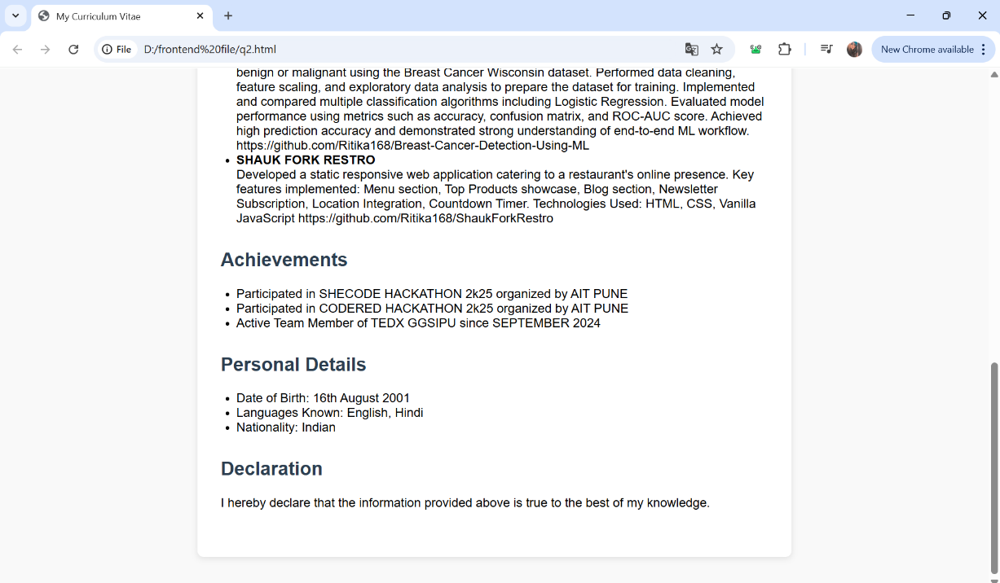 My Curriculum Vitae
File
D:/frontend%20file/q2.html
New Chrome available
benign or malignant using the Breast Cancer Wisconsin dataset. Performed data cleaning,
feature scaling, and exploratory data analysis to prepare the dataset for training. Implemented
and compared multiple classification algorithms including Logistic Regression. Evaluated model
performance using metrics such as accuracy, confusion matrix, and ROC-AUC score. Achieved
high prediction accuracy and demonstrated strong understanding of end-to-end ML workflow.
https://github.com/Ritika168/Breast-Cancer-Detection-Using-ML
• SHAUK FORK RESTRO
Developed a static responsive web application catering to a restaurant's online presence. Key
features implemented: Menu section, Top Products showcase, Blog section, Newsletter
Subscription, Location Integration, Countdown Timer. Technologies Used: HTML, CSS, Vanilla
JavaScript https://github.com/Ritika168/ShaukForkRestro
Achievements
• Participated in SHECODE HACKATHON 2k25 organized by AIT PUNE
• Participated in CODERED HACKATHON 2k25 organized by AIT PUNE
• Active Team Member of TEDX GGSIPU since SEPTEMBER 2024
Personal Details
• Date of Birth: 16th August 2001
• Languages Known: English, Hindi
• Nationality: Indian
Declaration
I hereby declare that the information provided above is true to the best of my knowledge.